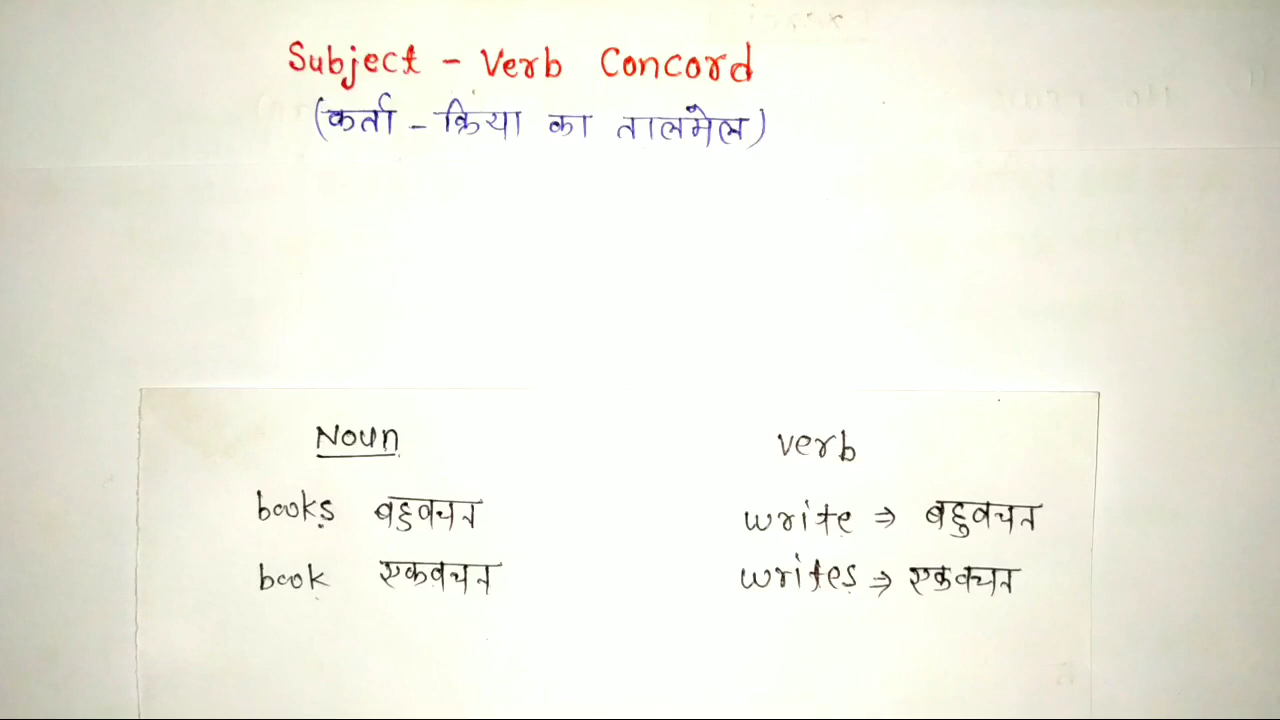 Subject - Verb Concord
(कर्ता - क्रिया का तालमेल)
Noun verb
books बहुवचन write ⇒ बहुवचन
book एकवचन writes ⇒ एकवचन